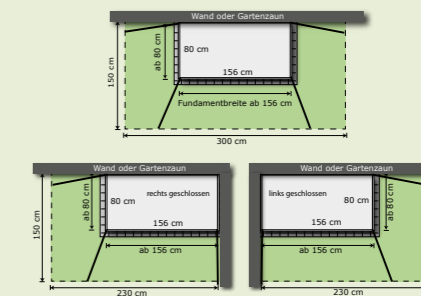 Wand oder Gartenzaun
150 cm
ab 80 cm
80 cm
156 cm
Fundamentbreite ab 156 cm
300 cm
Wand oder Gartenzaun
150 cm
ab 80 cm
80 cm
rechts geschlossen
156 cm
ab 156 cm
230 cm
Wand oder Gartenzaun
links geschlossen
80 cm
ab 80 cm
156 cm
ab 156 cm
230 cm